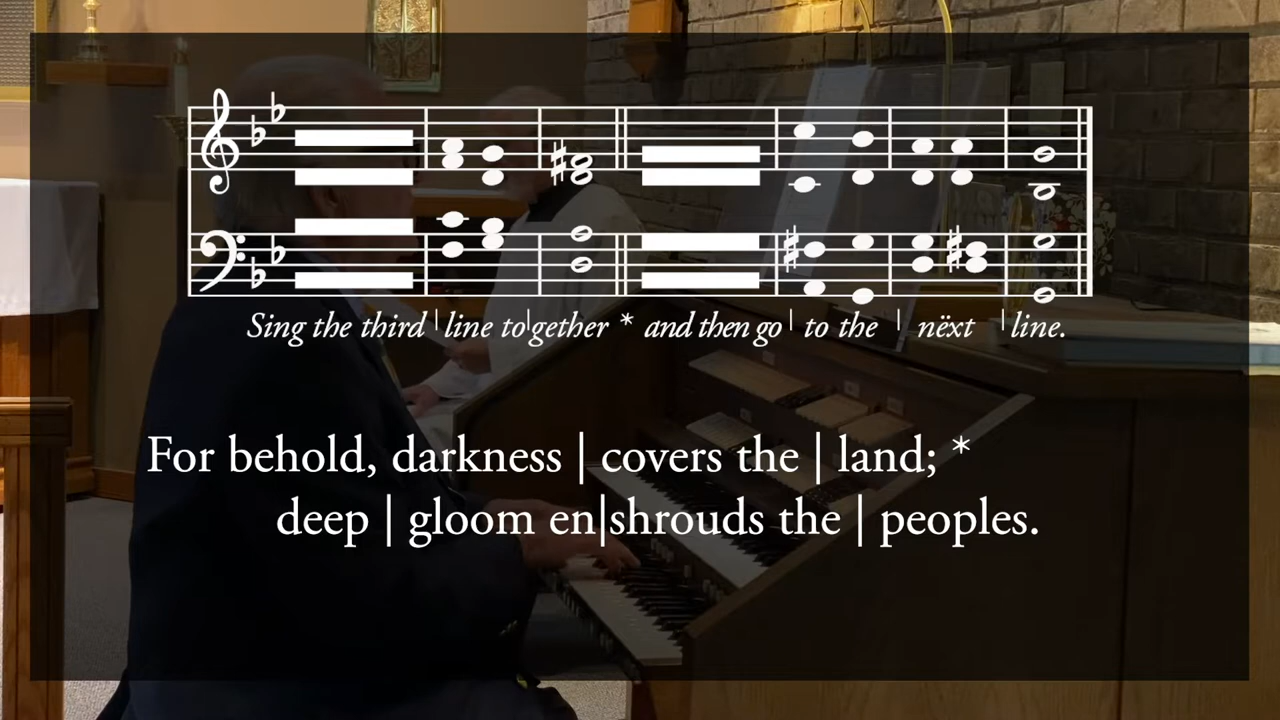 Sing the third | line to|gether * and then go | to the | nëxt | line.
For behold, darkness | covers the | land; *
deep | gloom en|shrouds the | peoples.